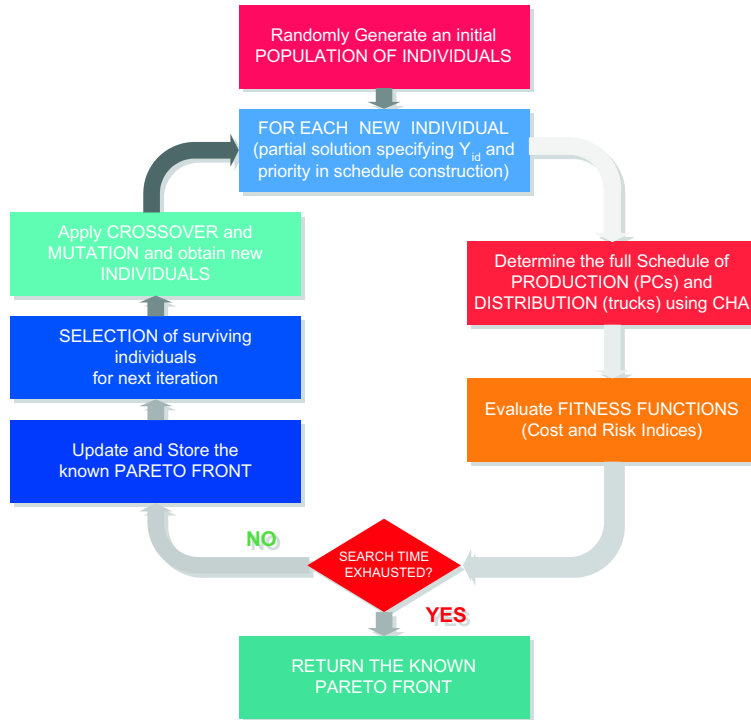 Randomly Generate an initial
POPULATION OF INDIVIDUALS
FOR EACH NEW INDIVIDUAL
(partial solution specifying Y_id and
priority in schedule construction)
Apply CROSSOVER and
MUTATION and obtain new
INDIVIDUALS
Determine the full Schedule of
PRODUCTION (PCs) and
DISTRIBUTION (trucks) using CHA
SELECTION of surviving
individuals
for next iteration
Evaluate FITNESS FUNCTIONS
(Cost and Risk Indices)
Update and Store the
known PARETO FRONT
NO
SEARCH TIME
EXHAUSTED?
YES
RETURN THE KNOWN
PARETO FRONT